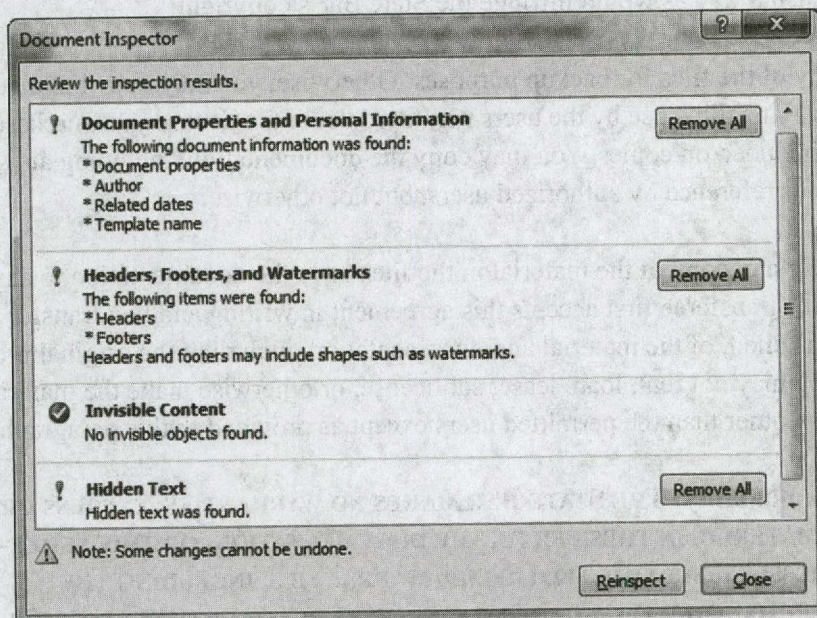 Document Inspector
Review the inspection results.
Document Properties and Personal Information
Remove All
The following document information was found:
* Document properties
* Author
* Related dates
* Template name
Headers, Footers, and Watermarks
Remove All
The following items were found:
* Headers
* Footers
Headers and footers may include shapes such as watermarks.
Invisible Content
No invisible objects found.
Hidden Text
Remove All
Hidden text was found.
Note: Some changes cannot be undone.
Reinspect
Close